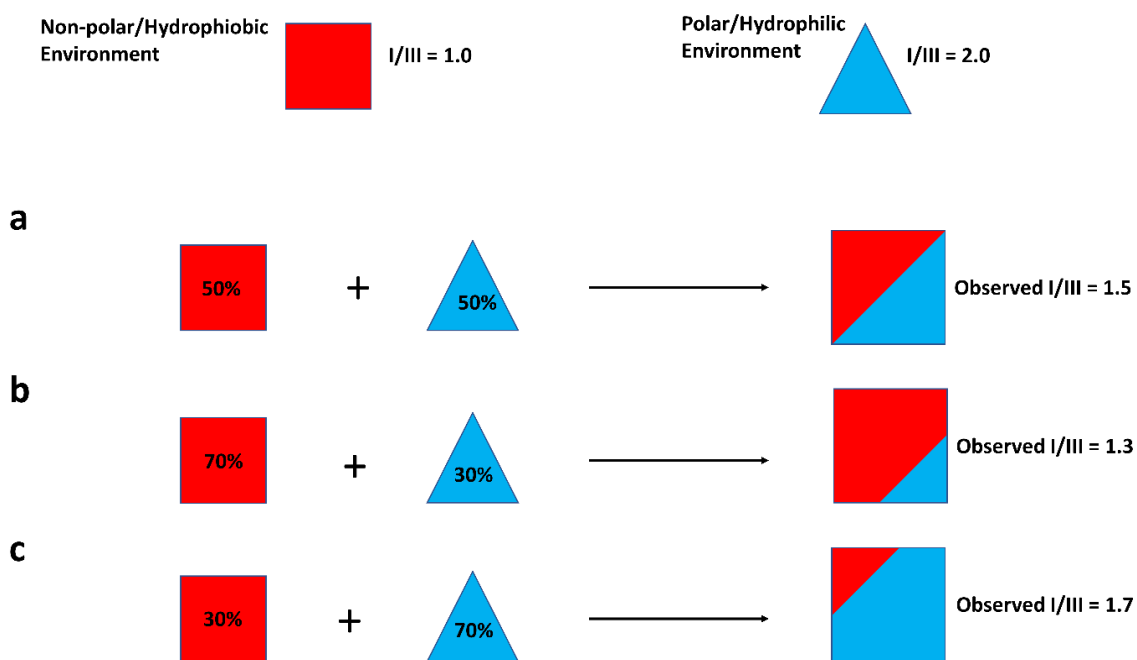 Non-polar/Hydrophiobic
Environment
I/III = 1.0
Polar/Hydrophilic
Environment
I/III = 2.0
a
50%
+
50%
Observed I/III = 1.5
b
70%
+
30%
Observed I/III = 1.3
c
30%
+
70%
Observed I/III = 1.7